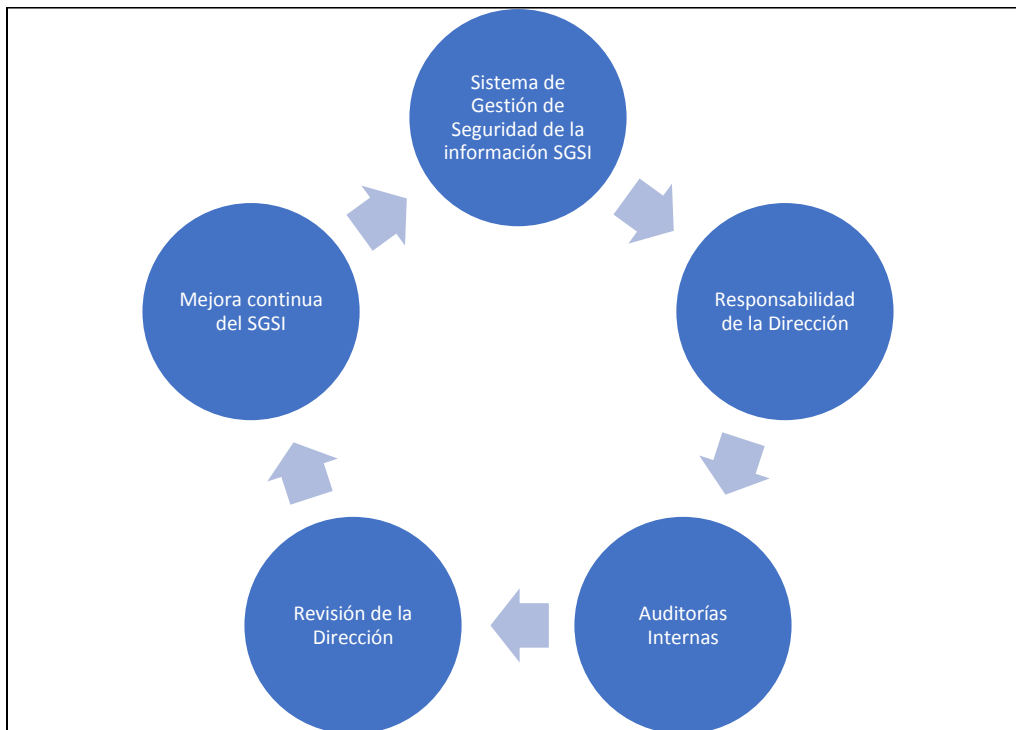 Sistema de
Gestión de
Seguridad de la
información SGSI
Responsabilidad
de la Dirección
Auditorías
Internas
Revisión de la
Dirección
Mejora continua
del SGSI